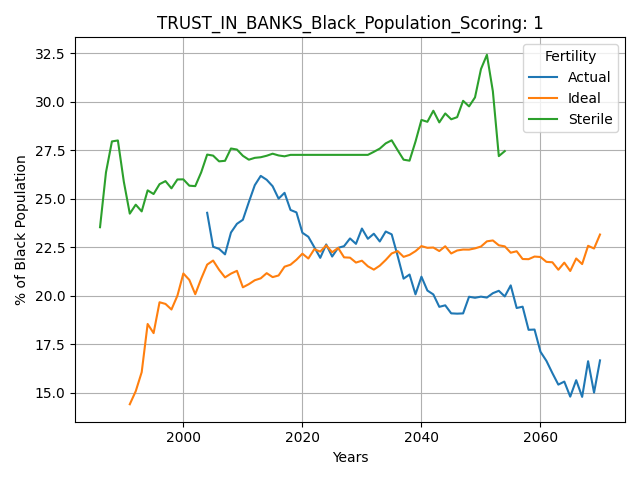 TRUST_IN_BANKS_Black_Population_Scoring: 1
Fertility
Actual
Ideal
Sterile
% of Black Population
32.5
30.0
27.5
25.0
22.5
20.0
17.5
15.0
2000
2020
2040
2060
Years